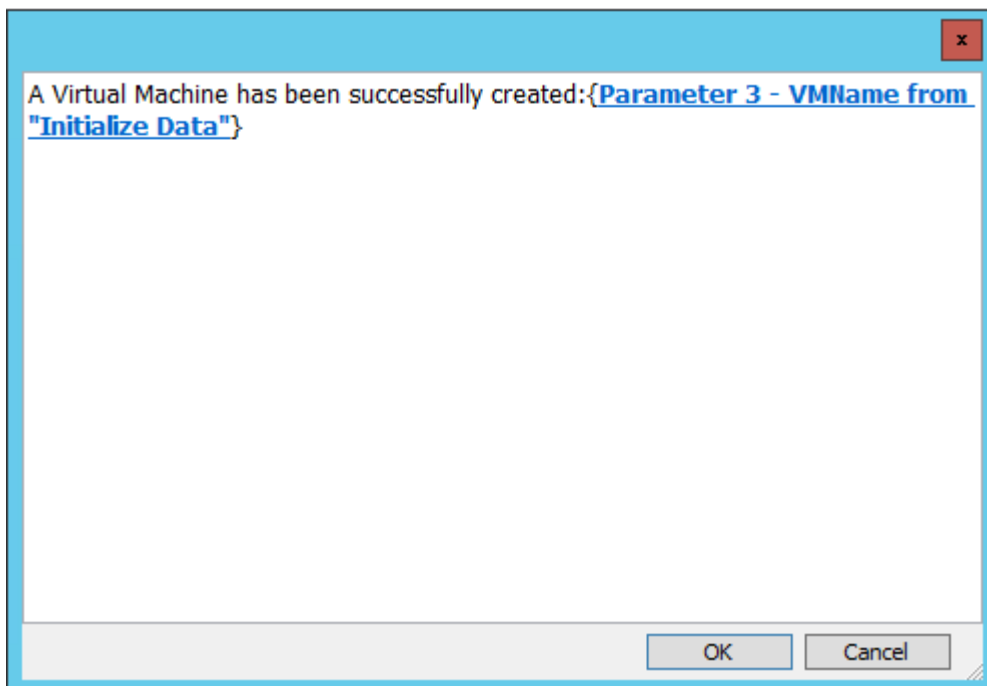 x
A Virtual Machine has been successfully created:{Parameter 3 - VMName from
"Initialize Data"}
OK
Cancel